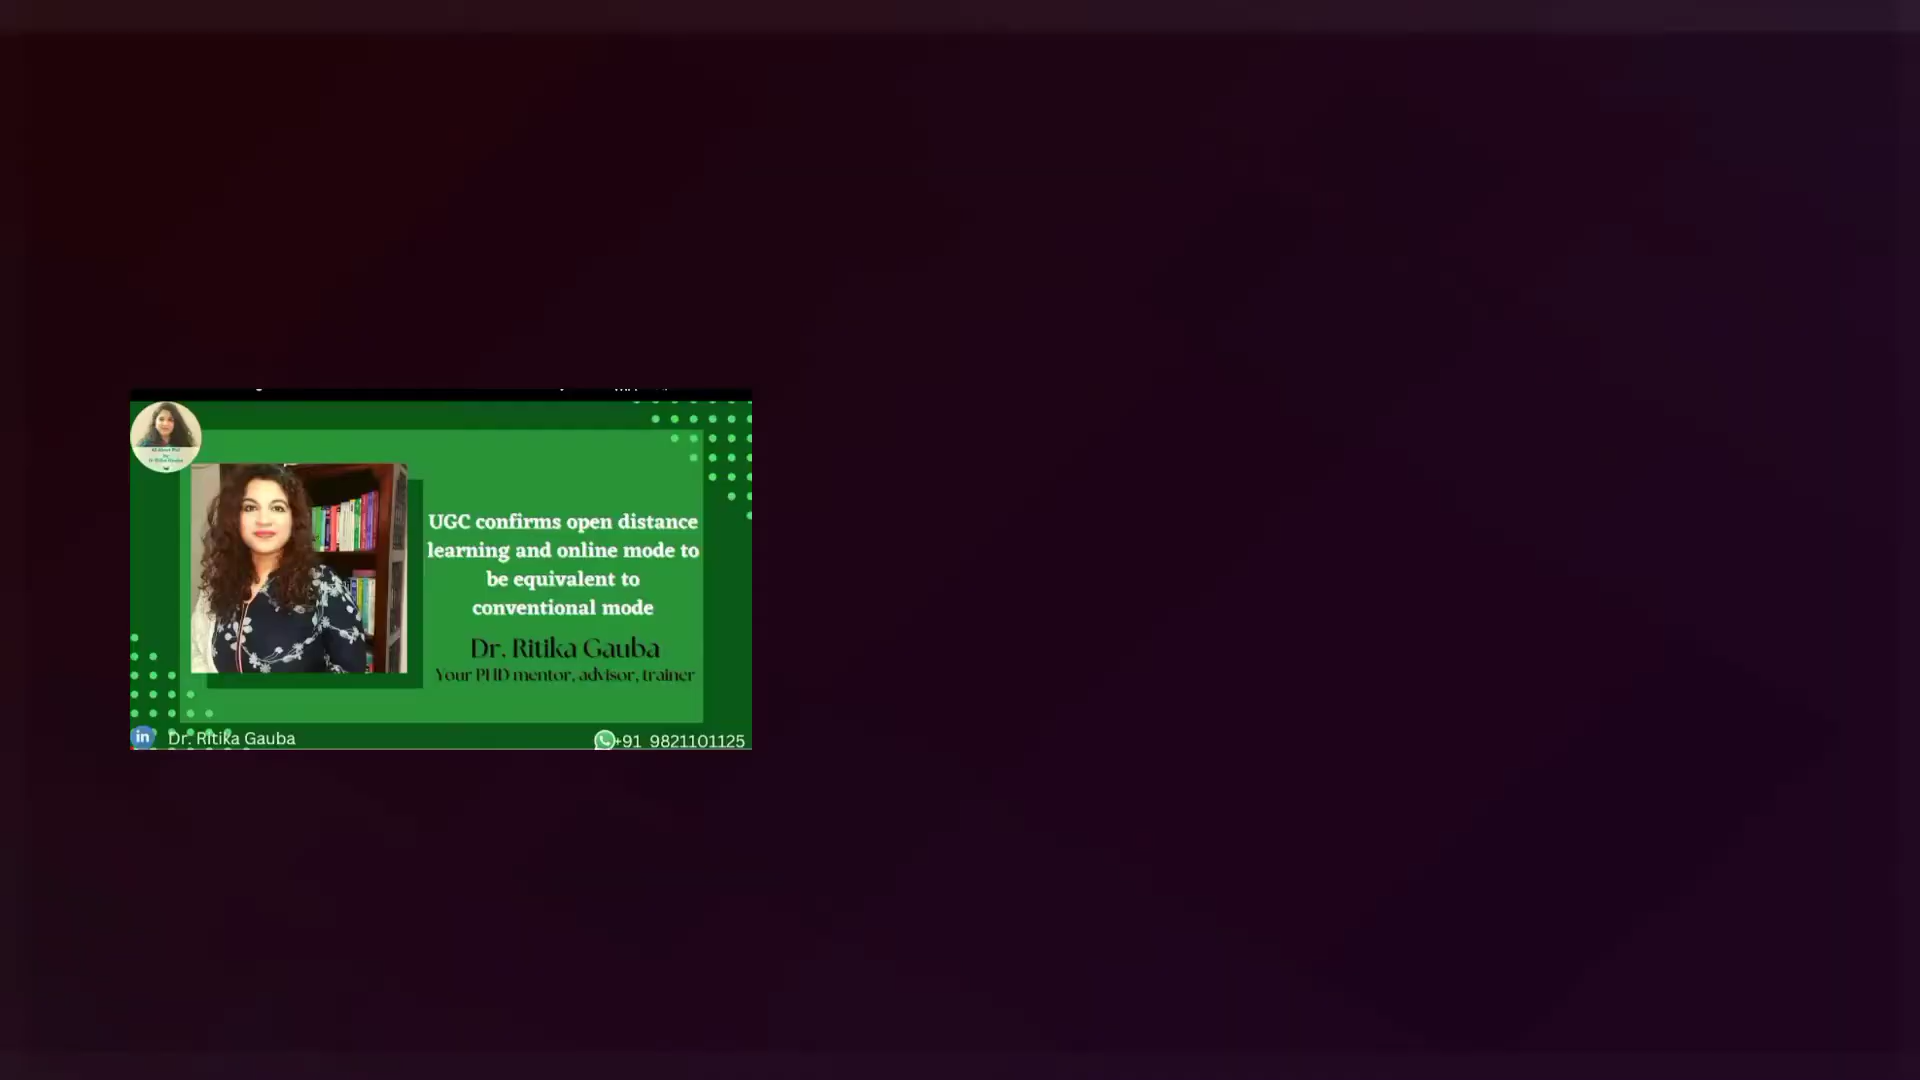 UGC confirms open distance
learning and online mode to
be equivalent to
conventional mode
Dr. Ritika Gauba
Your PHD mentor, advisor, trainer
in
Dr. Ritika Gauba
+91 9821101125